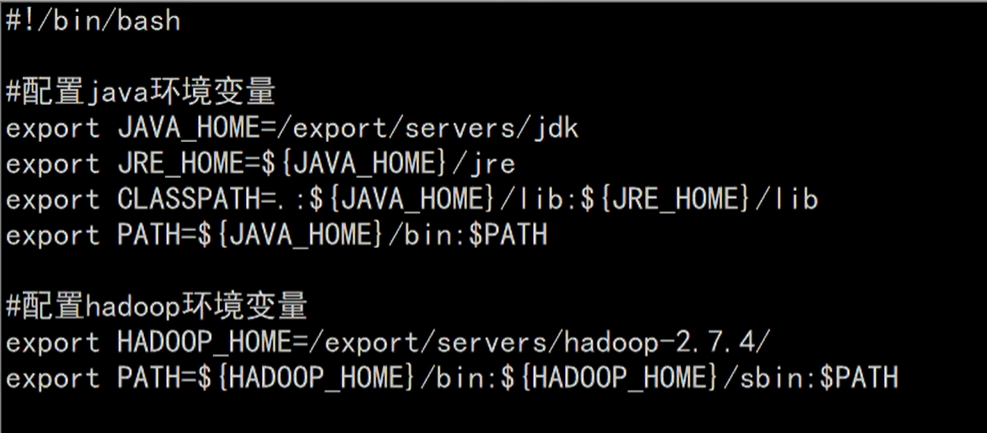 #!/bin/bash
#配置java环境变量
export JAVA_HOME=/export/servers/jdk
export JRE_HOME=${JAVA_HOME}/jre
export CLASSPATH=.:${JAVA_HOME}/lib:${JRE_HOME}/lib
export PATH=${JAVA_HOME}/bin:$PATH
#配置hadoop环境变量
export HADOOP_HOME=/export/servers/hadoop-2.7.4/
export PATH=${HADOOP_HOME}/bin:${HADOOP_HOME}/sbin:$PATH